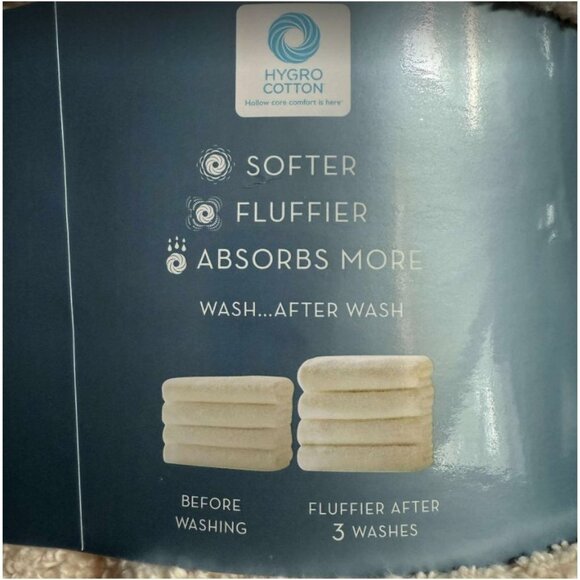 HYGRO
COTTON
Hollow core comfort is here
SOFTER
FLUFFIER
ABSORBS MORE
WASH...AFTER WASH
BEFORE
WASHING
FLUFFIER AFTER
3 WASHES